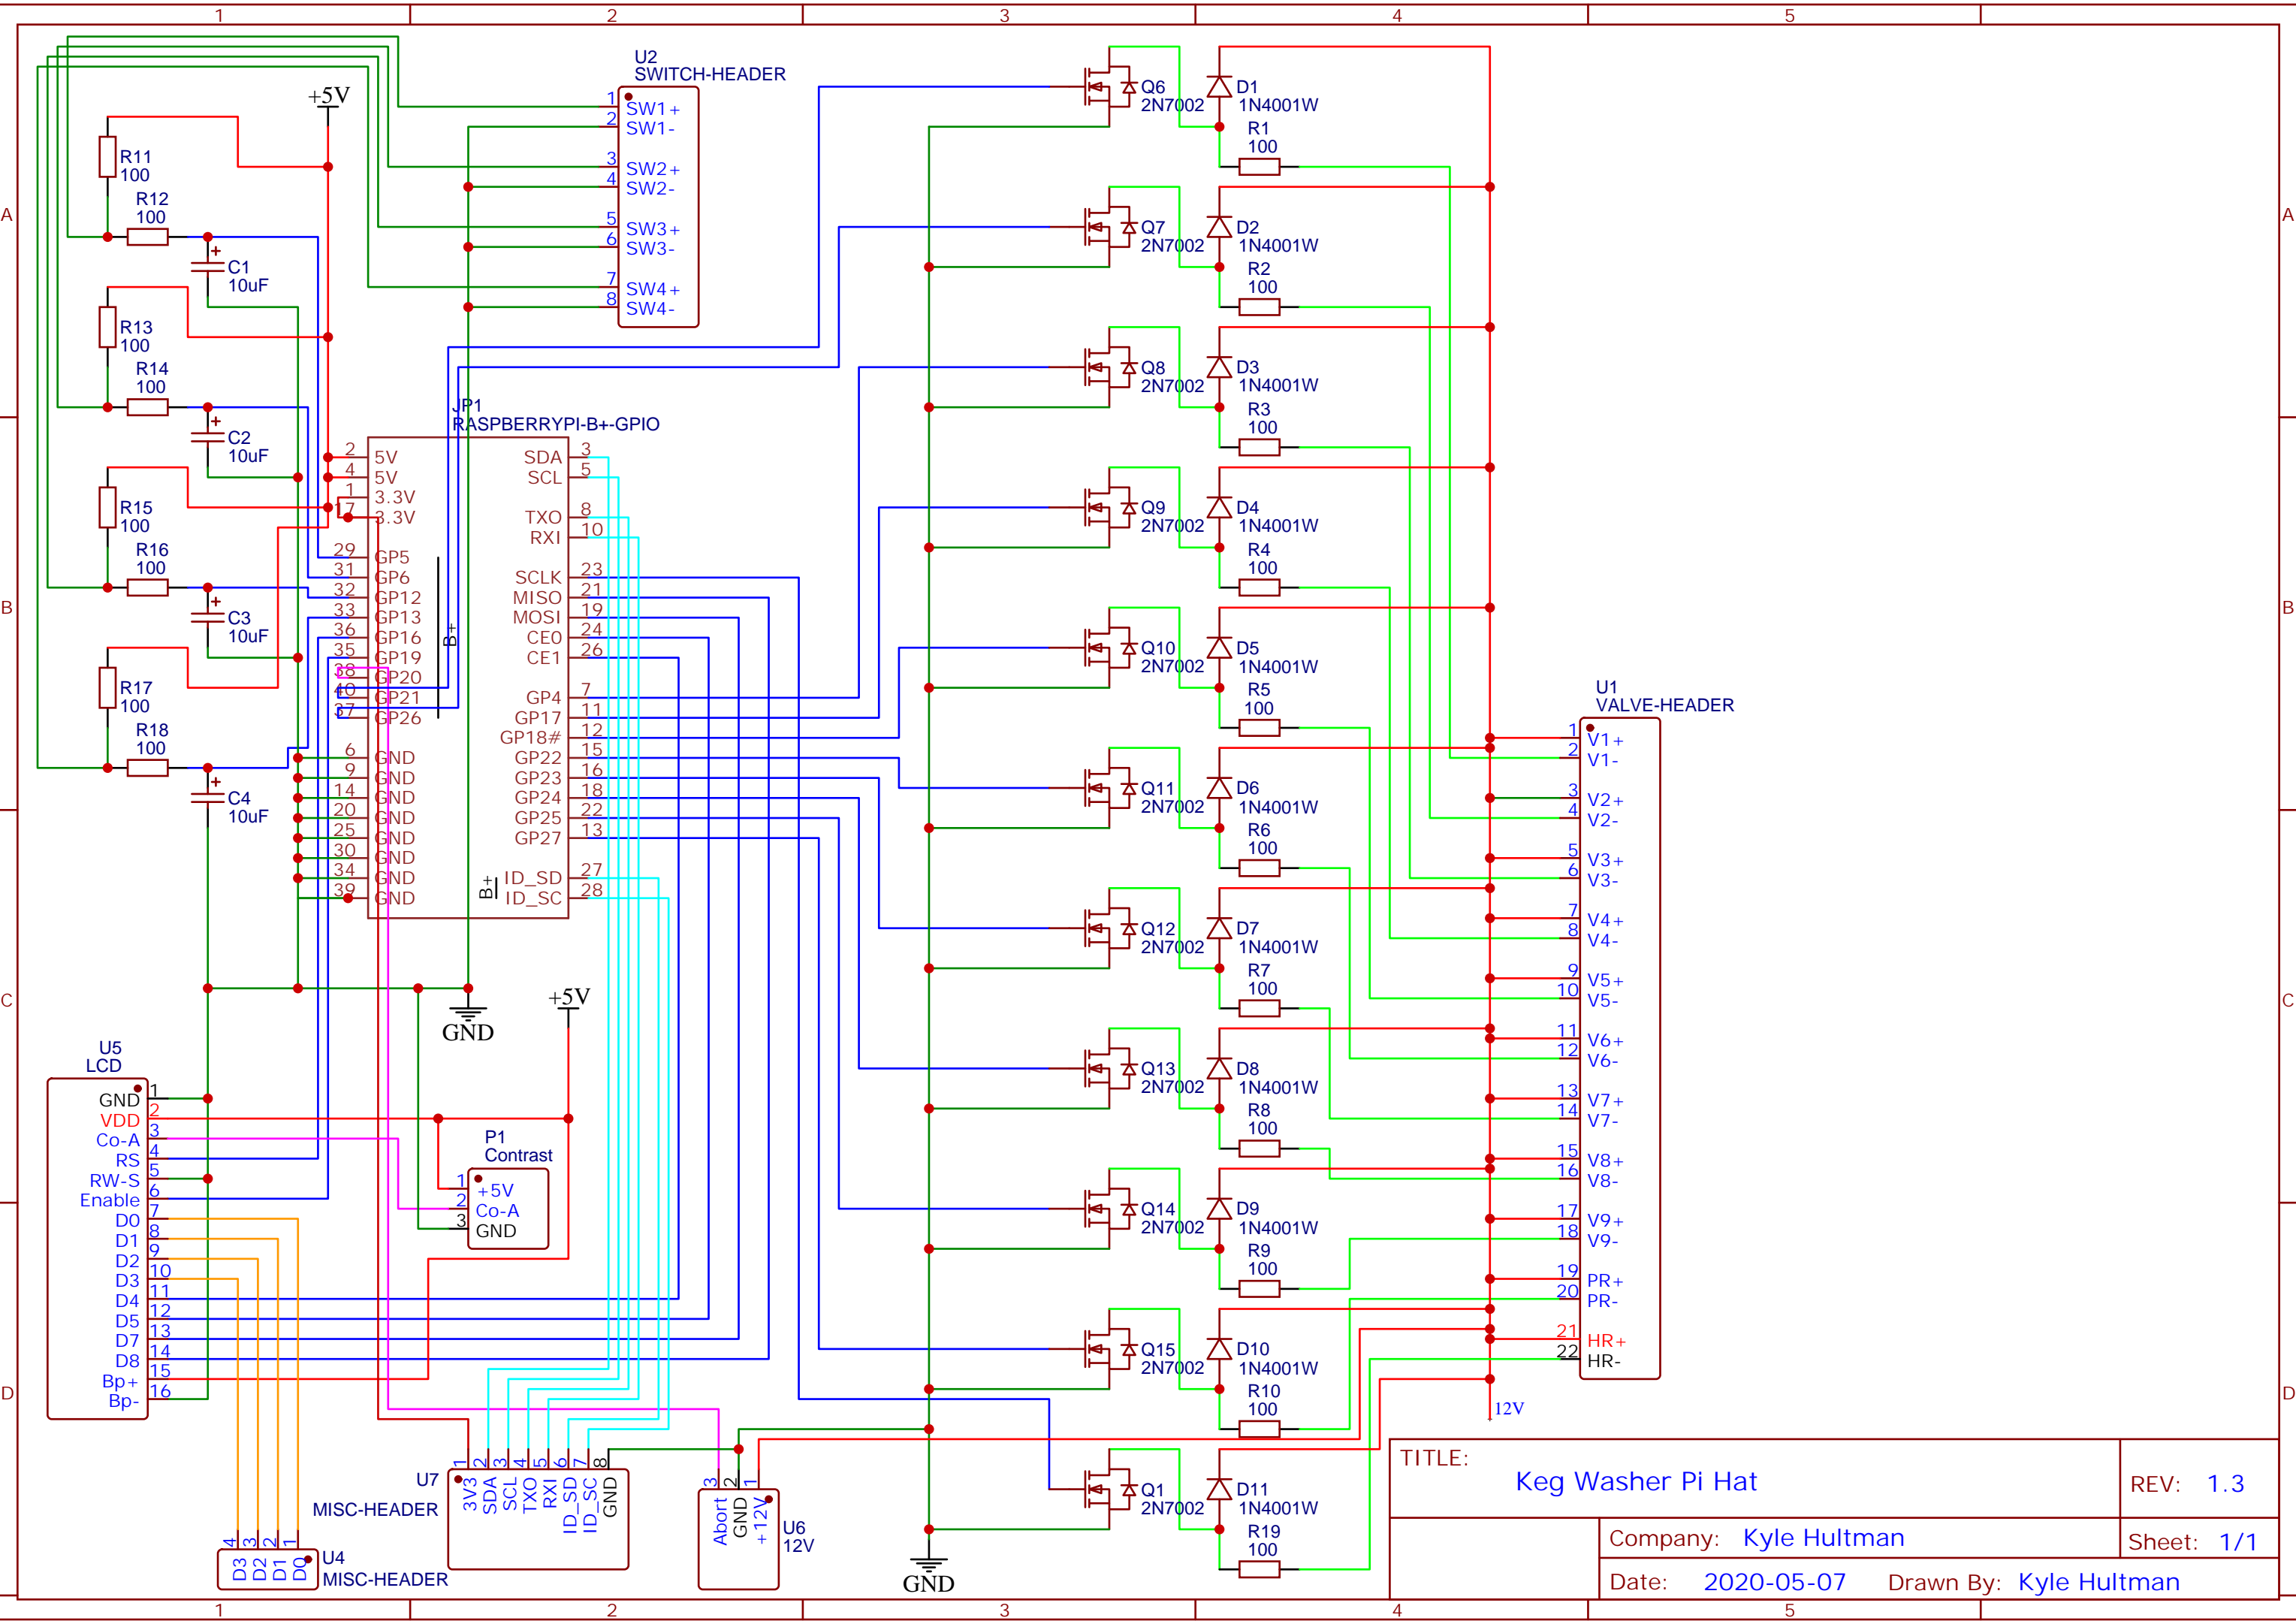 1 2 3 4 5
A
B
C
D
A
B
C
D
+5V
R11
100
R12
100
C1
10uF
R13
100
R14
100
C2
10uF
R15
100
R16
100
C3
10uF
R17
100
R18
100
C4
10uF
U2
SWITCH-HEADER
1 SW1+
2 SW1-
3 SW2+
4 SW2-
5 SW3+
6 SW3-
7 SW4+
8 SW4-
JP1
RASPBERRYPI-B+-GPIO
2 5V
4 5V
1 3.3V
17 3.3V
29 GP5
31 GP6
32 GP12
33 GP13
36 GP16
35 GP19
38 GP20
40 GP21
37 GP26
6 GND
9 GND
14 GND
20 GND
25 GND
30 GND
34 GND
39 GND
B+
B+
SDA 3
SCL 5
TXO 8
RXI 10
SCLK 23
MISO 21
MOSI 19
CE0 24
CE1 26
GP4 7
GP17 11
GP18# 12
GP22 15
GP23 16
GP24 18
GP25 22
GP27 13
ID_SD 27
ID_SC 28
GND
+5V
U5
LCD
GND 1
VDD 2
Co-A 3
RS 4
RW-S 5
Enable 6
D0 7
D1 8
D2 9
D3 10
D4 11
D5 12
D7 13
D8 14
Bp+ 15
Bp- 16
P1
Contrast
1 +5V
2 Co-A
3 GND
U4
MISC-HEADER
4 D3
3 D2
2 D1
1 D0
U7
MISC-HEADER
1 3V3
2 SDA
3 SCL
4 TXO
5 RXI
6 ID_SD
7 ID_SC
8 GND
U6
12V
3 Abort
2 GND
1 +12V
Q6
2N7002
D1
1N4001W
R1
100
Q7
2N7002
D2
1N4001W
R2
100
Q8
2N7002
D3
1N4001W
R3
100
Q9
2N7002
D4
1N4001W
R4
100
Q10
2N7002
D5
1N4001W
R5
100
Q11
2N7002
D6
1N4001W
R6
100
Q12
2N7002
D7
1N4001W
R7
100
Q13
2N7002
D8
1N4001W
R8
100
Q14
2N7002
D9
1N4001W
R9
100
Q15
2N7002
D10
1N4001W
R10
100
Q1
2N7002
D11
1N4001W
R19
100
GND
U1
VALVE-HEADER
1 V1+
2 V1-
3 V2+
4 V2-
5 V3+
6 V3-
7 V4+
8 V4-
9 V5+
10 V5-
11 V6+
12 V6-
13 V7+
14 V7-
15 V8+
16 V8-
17 V9+
18 V9-
19 PR+
20 PR-
21 HR+
22 HR-
12V
TITLE:
Keg Washer Pi Hat
REV: 1.3
Company: Kyle Hultman
Sheet: 1/1
Date: 2020-05-07 Drawn By: Kyle Hultman
1 2 3 4 5